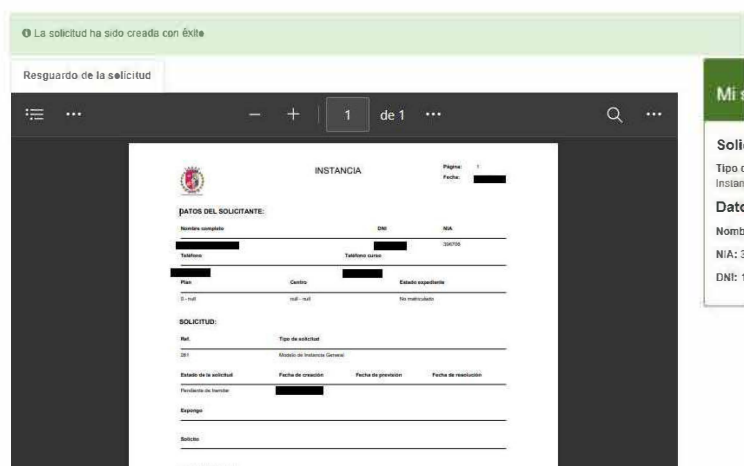 La solicitud ha sido creada con éxito
Resguardo de la solicitud
1 de 1
INSTANCIA
Página: 1
Fecha:
DATOS DEL SOLICITANTE:
Nombre completo DNI NIA
Teléfono Teléfono curso
Plan Centro Estado expediente
0 - null null - null No matriculado
SOLICITUD:
Ref. Tipo de solicitud
281 Modelo de Instancia General
Estado de la solicitud Fecha de creación Fecha de previsión Fecha de resolución
Pendiente de tramitar
Expongo
Solicito
Mi s
Soli
Tipo d
Instan
Dato
Nomb
NIA: 3
DNI: 1